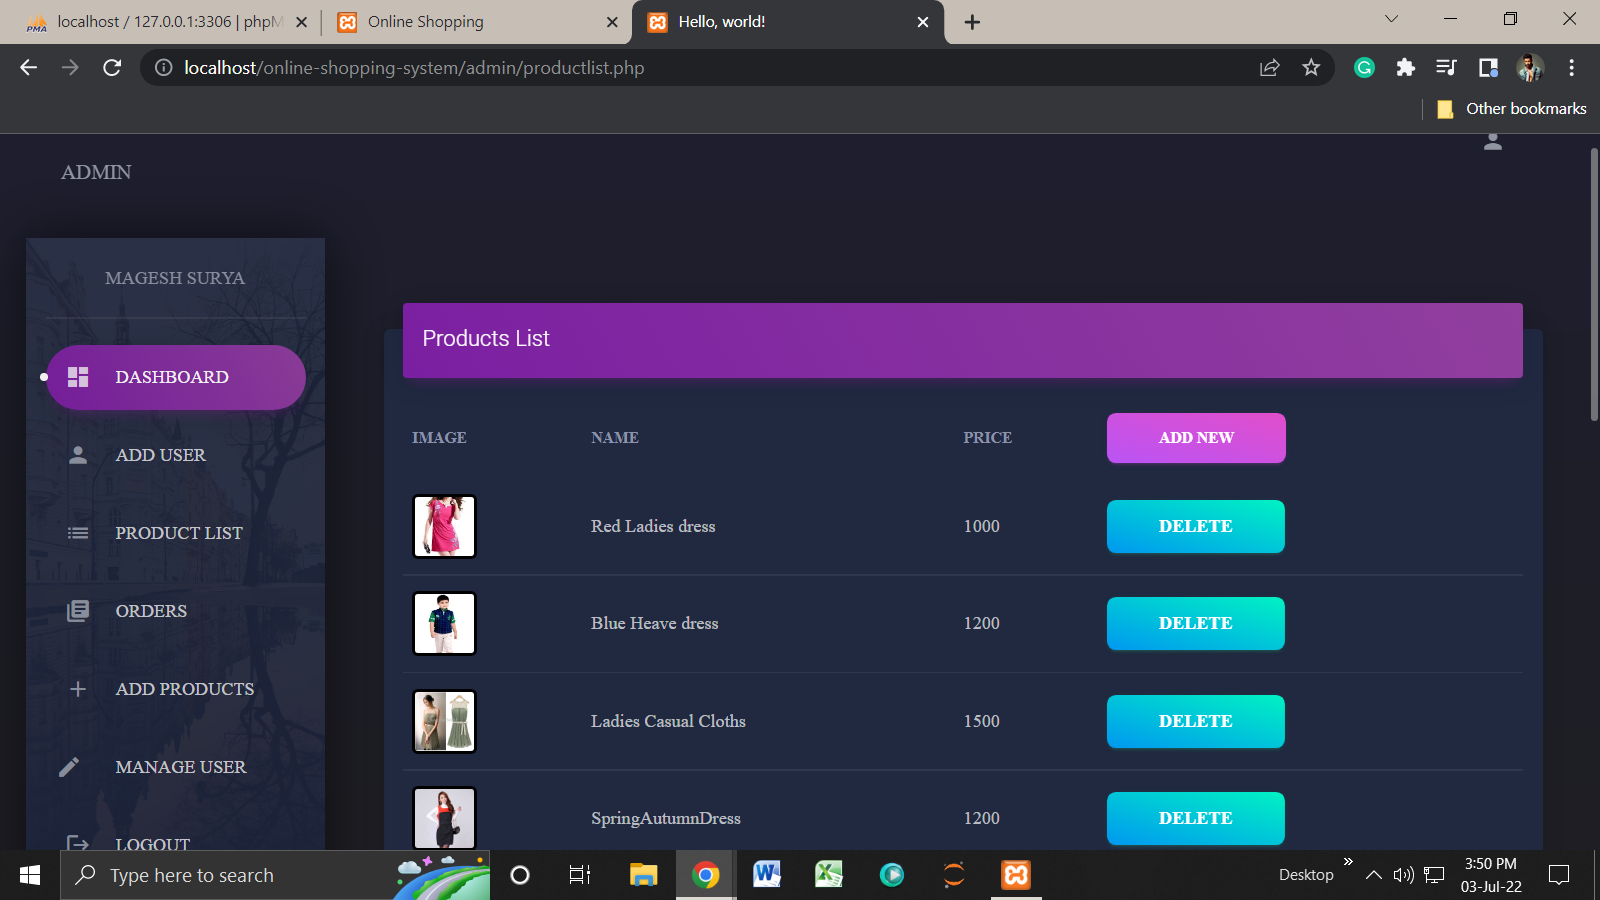 localhost / 127.0.0.1:3306 | phpM
Online Shopping
Hello, world!
localhost/online-shopping-system/admin/productlist.php
Other bookmarks
ADMIN
MAGESH SURYA
DASHBOARD
ADD USER
PRODUCT LIST
ORDERS
ADD PRODUCTS
MANAGE USER
LOGOUT
Products List
IMAGE NAME PRICE ADD NEW
Red Ladies dress 1000 DELETE
Blue Heave dress 1200 DELETE
Ladies Casual Cloths 1500 DELETE
SpringAutumnDress 1200 DELETE
Type here to search
Desktop
3:50 PM
03-Jul-22